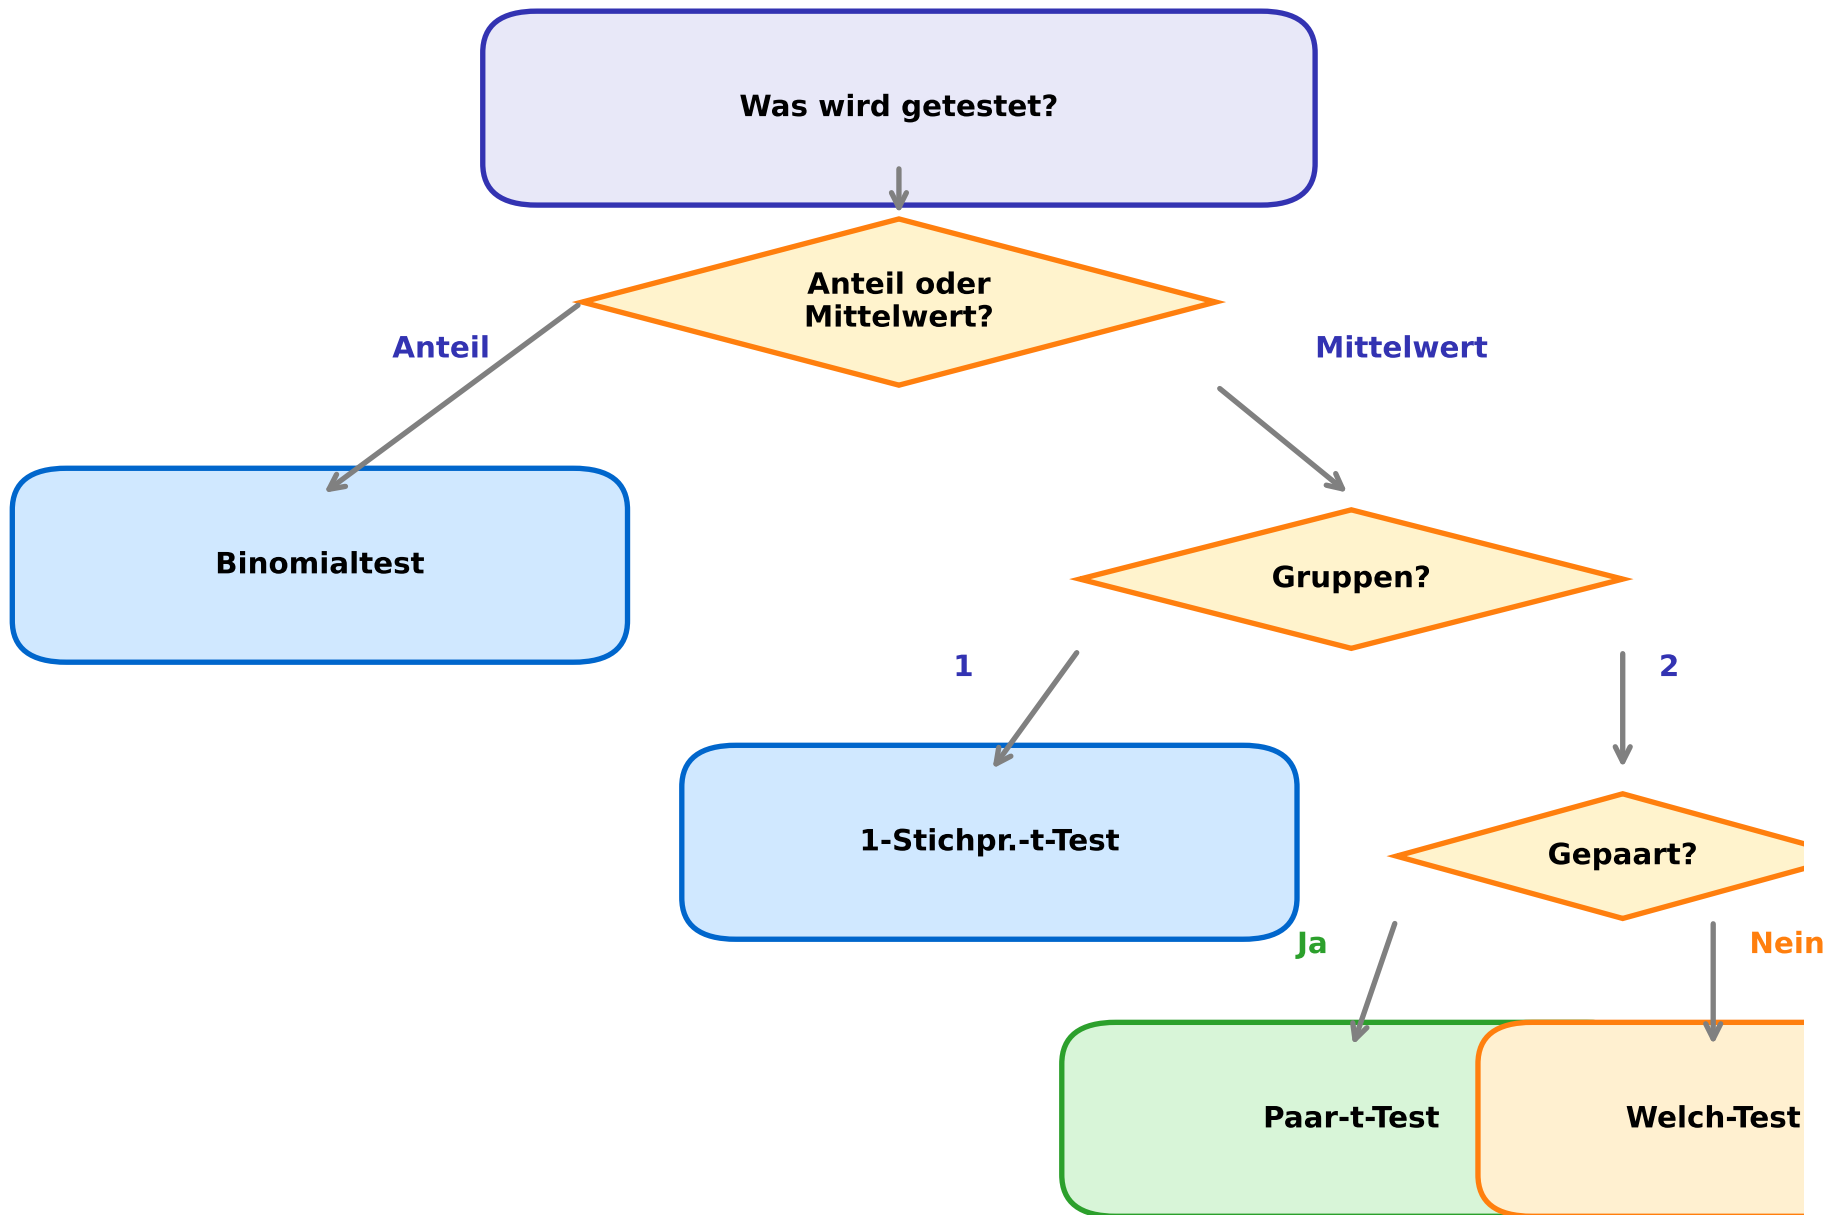 Was wird getestet?
Anteil oder
Mittelwert?
Anteil
Mittelwert
Binomialtest
Gruppen?
1
2
1-Stichpr.-t-Test
Gepaart?
Ja
Nein
Paar-t-Test
Welch-Test